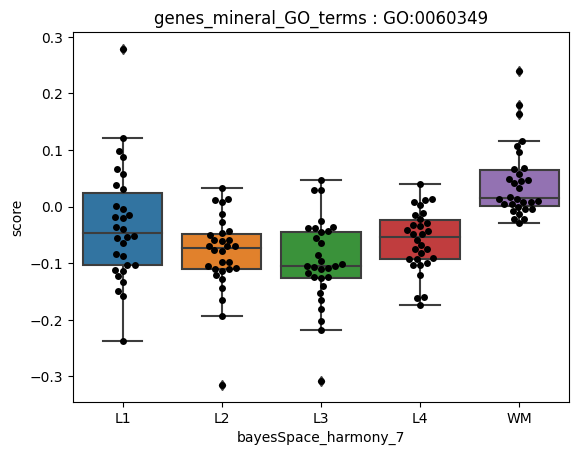 genes_mineral_GO_terms : GO:0060349
0.3
0.2
0.1
0.0
−0.1
−0.2
−0.3
score
L1 L2 L3 L4 WM
bayesSpace_harmony_7